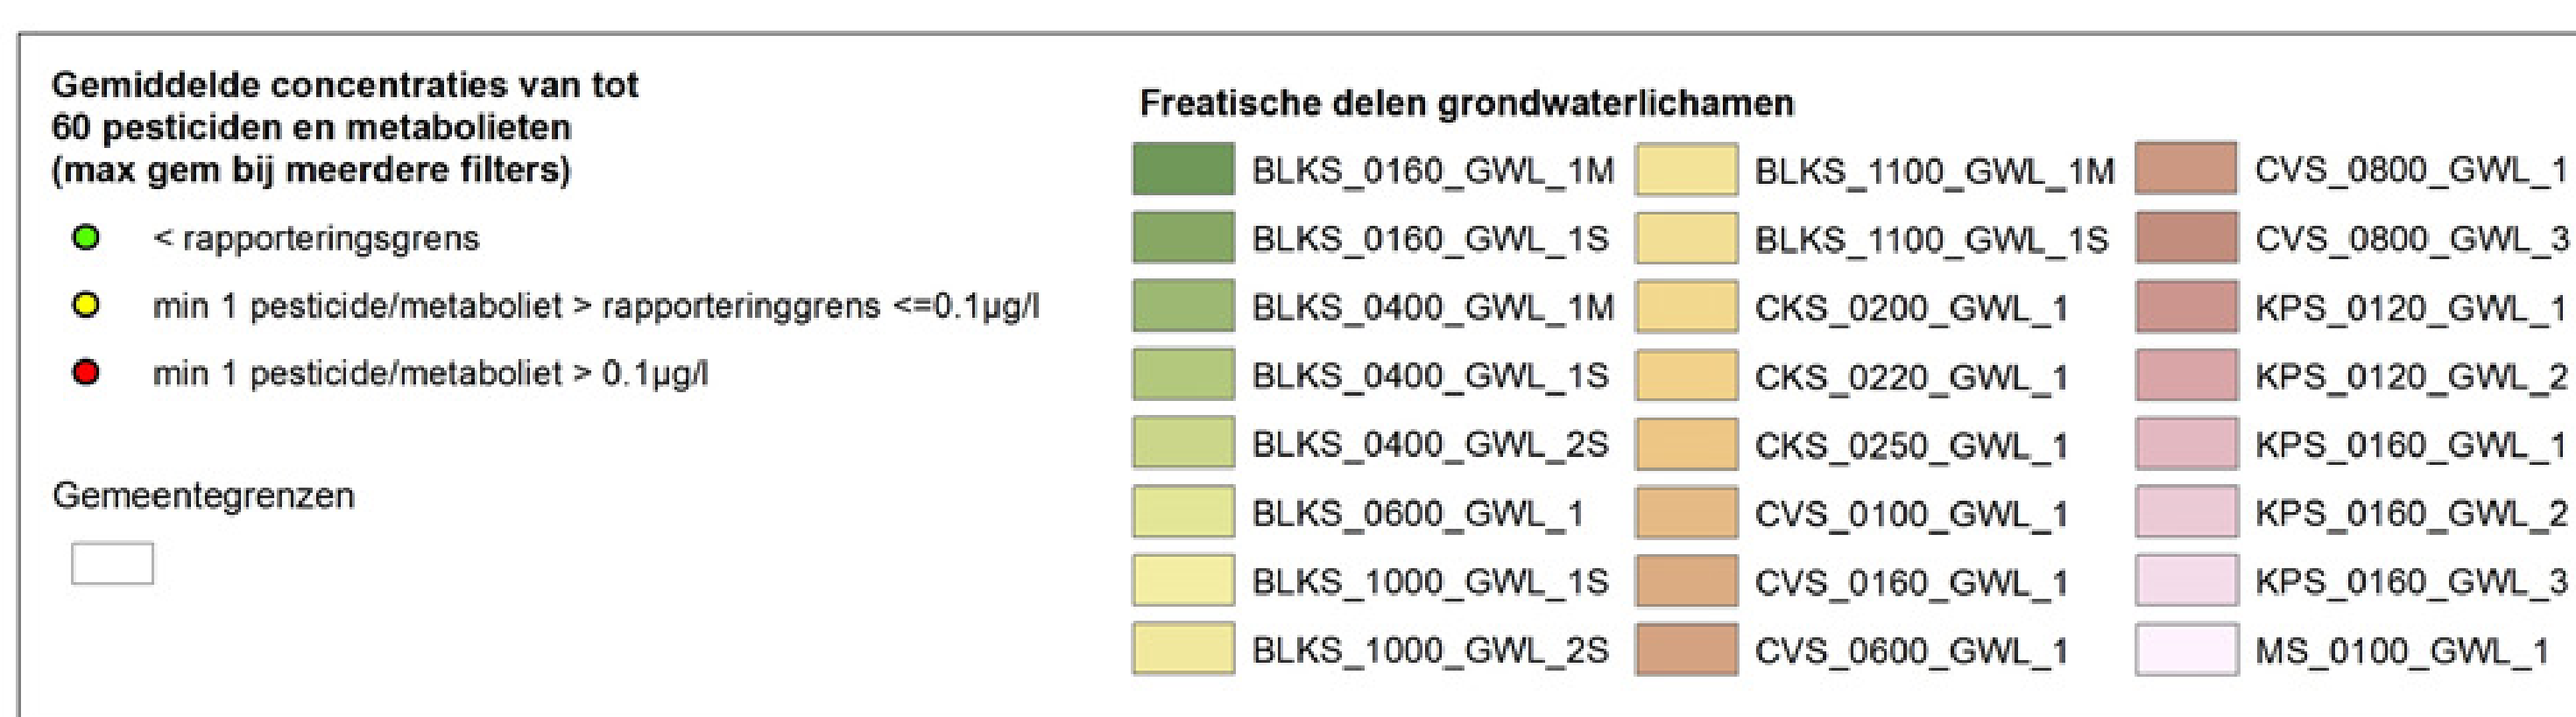 Gemiddelde concentraties van tot
60 pesticiden en metabolieten
(max gem bij meerdere filters)
< rapporteringsgrens
min 1 pesticide/metaboliet > rapporteringgrens <=0.1µg/l
min 1 pesticide/metaboliet > 0.1µg/l
Gemeentegrenzen
Freatische delen grondwaterlichamen
BLKS_0160_GWL_1M
BLKS_0160_GWL_1S
BLKS_0400_GWL_1M
BLKS_0400_GWL_1S
BLKS_0400_GWL_2S
BLKS_0600_GWL_1
BLKS_1000_GWL_1S
BLKS_1000_GWL_2S
BLKS_1100_GWL_1M
BLKS_1100_GWL_1S
CKS_0200_GWL_1
CKS_0220_GWL_1
CKS_0250_GWL_1
CVS_0100_GWL_1
CVS_0160_GWL_1
CVS_0600_GWL_1
CVS_0800_GWL_1
CVS_0800_GWL_3
KPS_0120_GWL_1
KPS_0120_GWL_2
KPS_0160_GWL_1
KPS_0160_GWL_2
KPS_0160_GWL_3
MS_0100_GWL_1